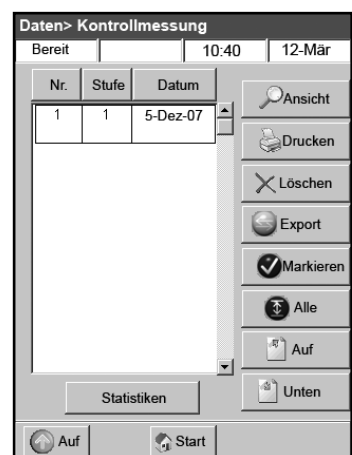 Daten> Kontrollmessung
Bereit 10:40 12-Mär
Nr. Stufe Datum
1 1 5-Dez-07
Ansicht
Drucken
Löschen
Export
Markieren
Alle
Auf
Unten
Statistiken
Auf Start